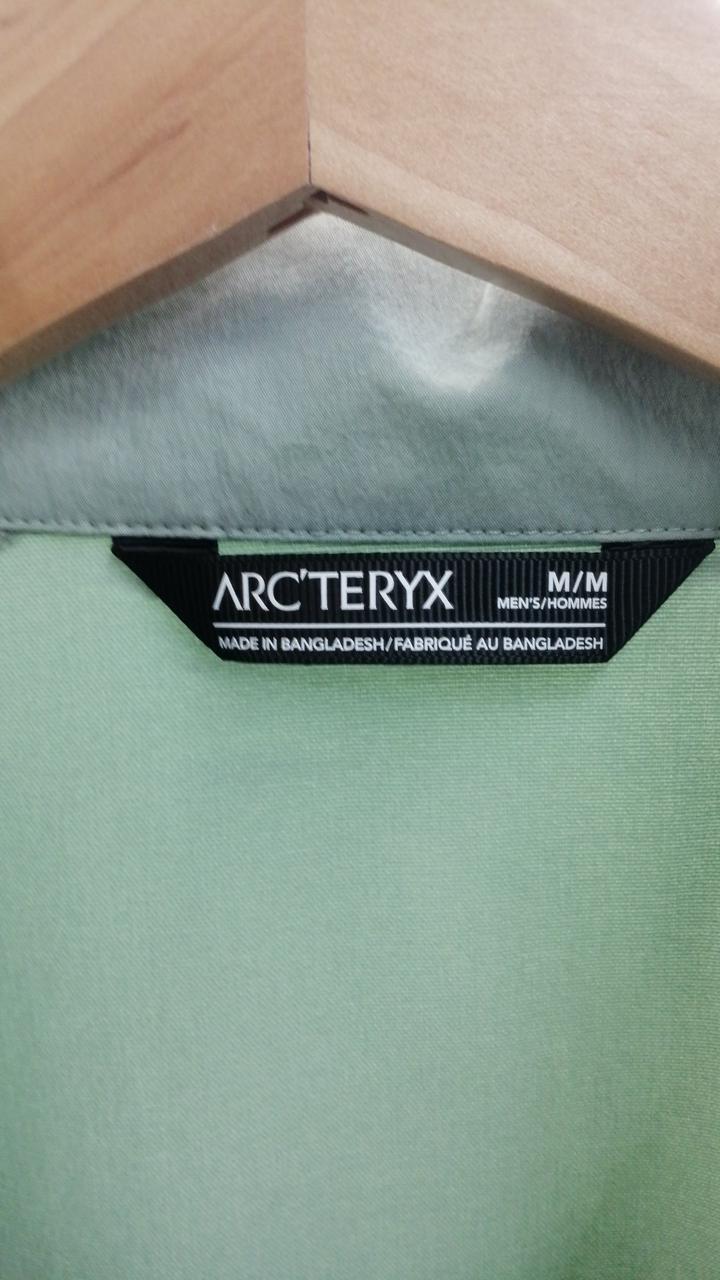 ARC'TERYX M/M
MEN'S/HOMMES
MADE IN BANGLADESH/FABRIQUÉ AU BANGLADESH